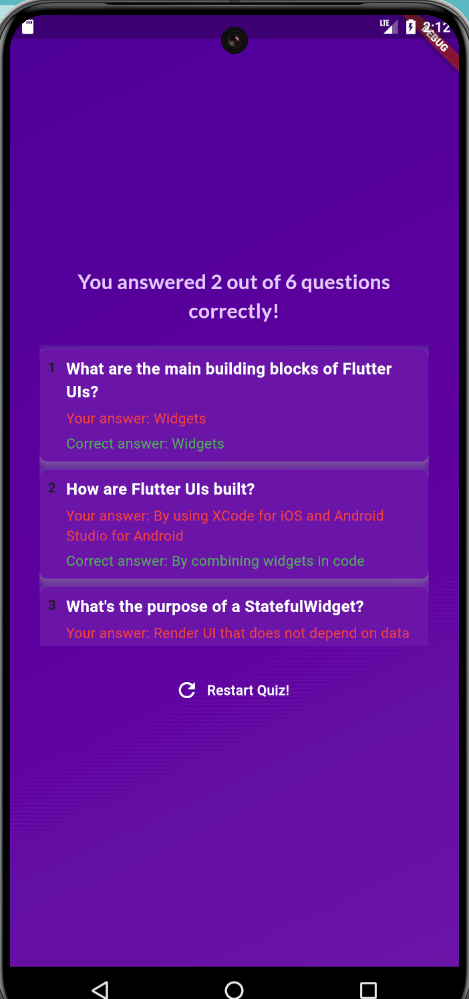 LTE 2:12
DEBUG
You answered 2 out of 6 questions
correctly!
1 What are the main building blocks of Flutter
UIs?
Your answer: Widgets
Correct answer: Widgets
2 How are Flutter UIs built?
Your answer: By using XCode for iOS and Android
Studio for Android
Correct answer: By combining widgets in code
3 What's the purpose of a StatefulWidget?
Your answer: Render UI that does not depend on data
Restart Quiz!